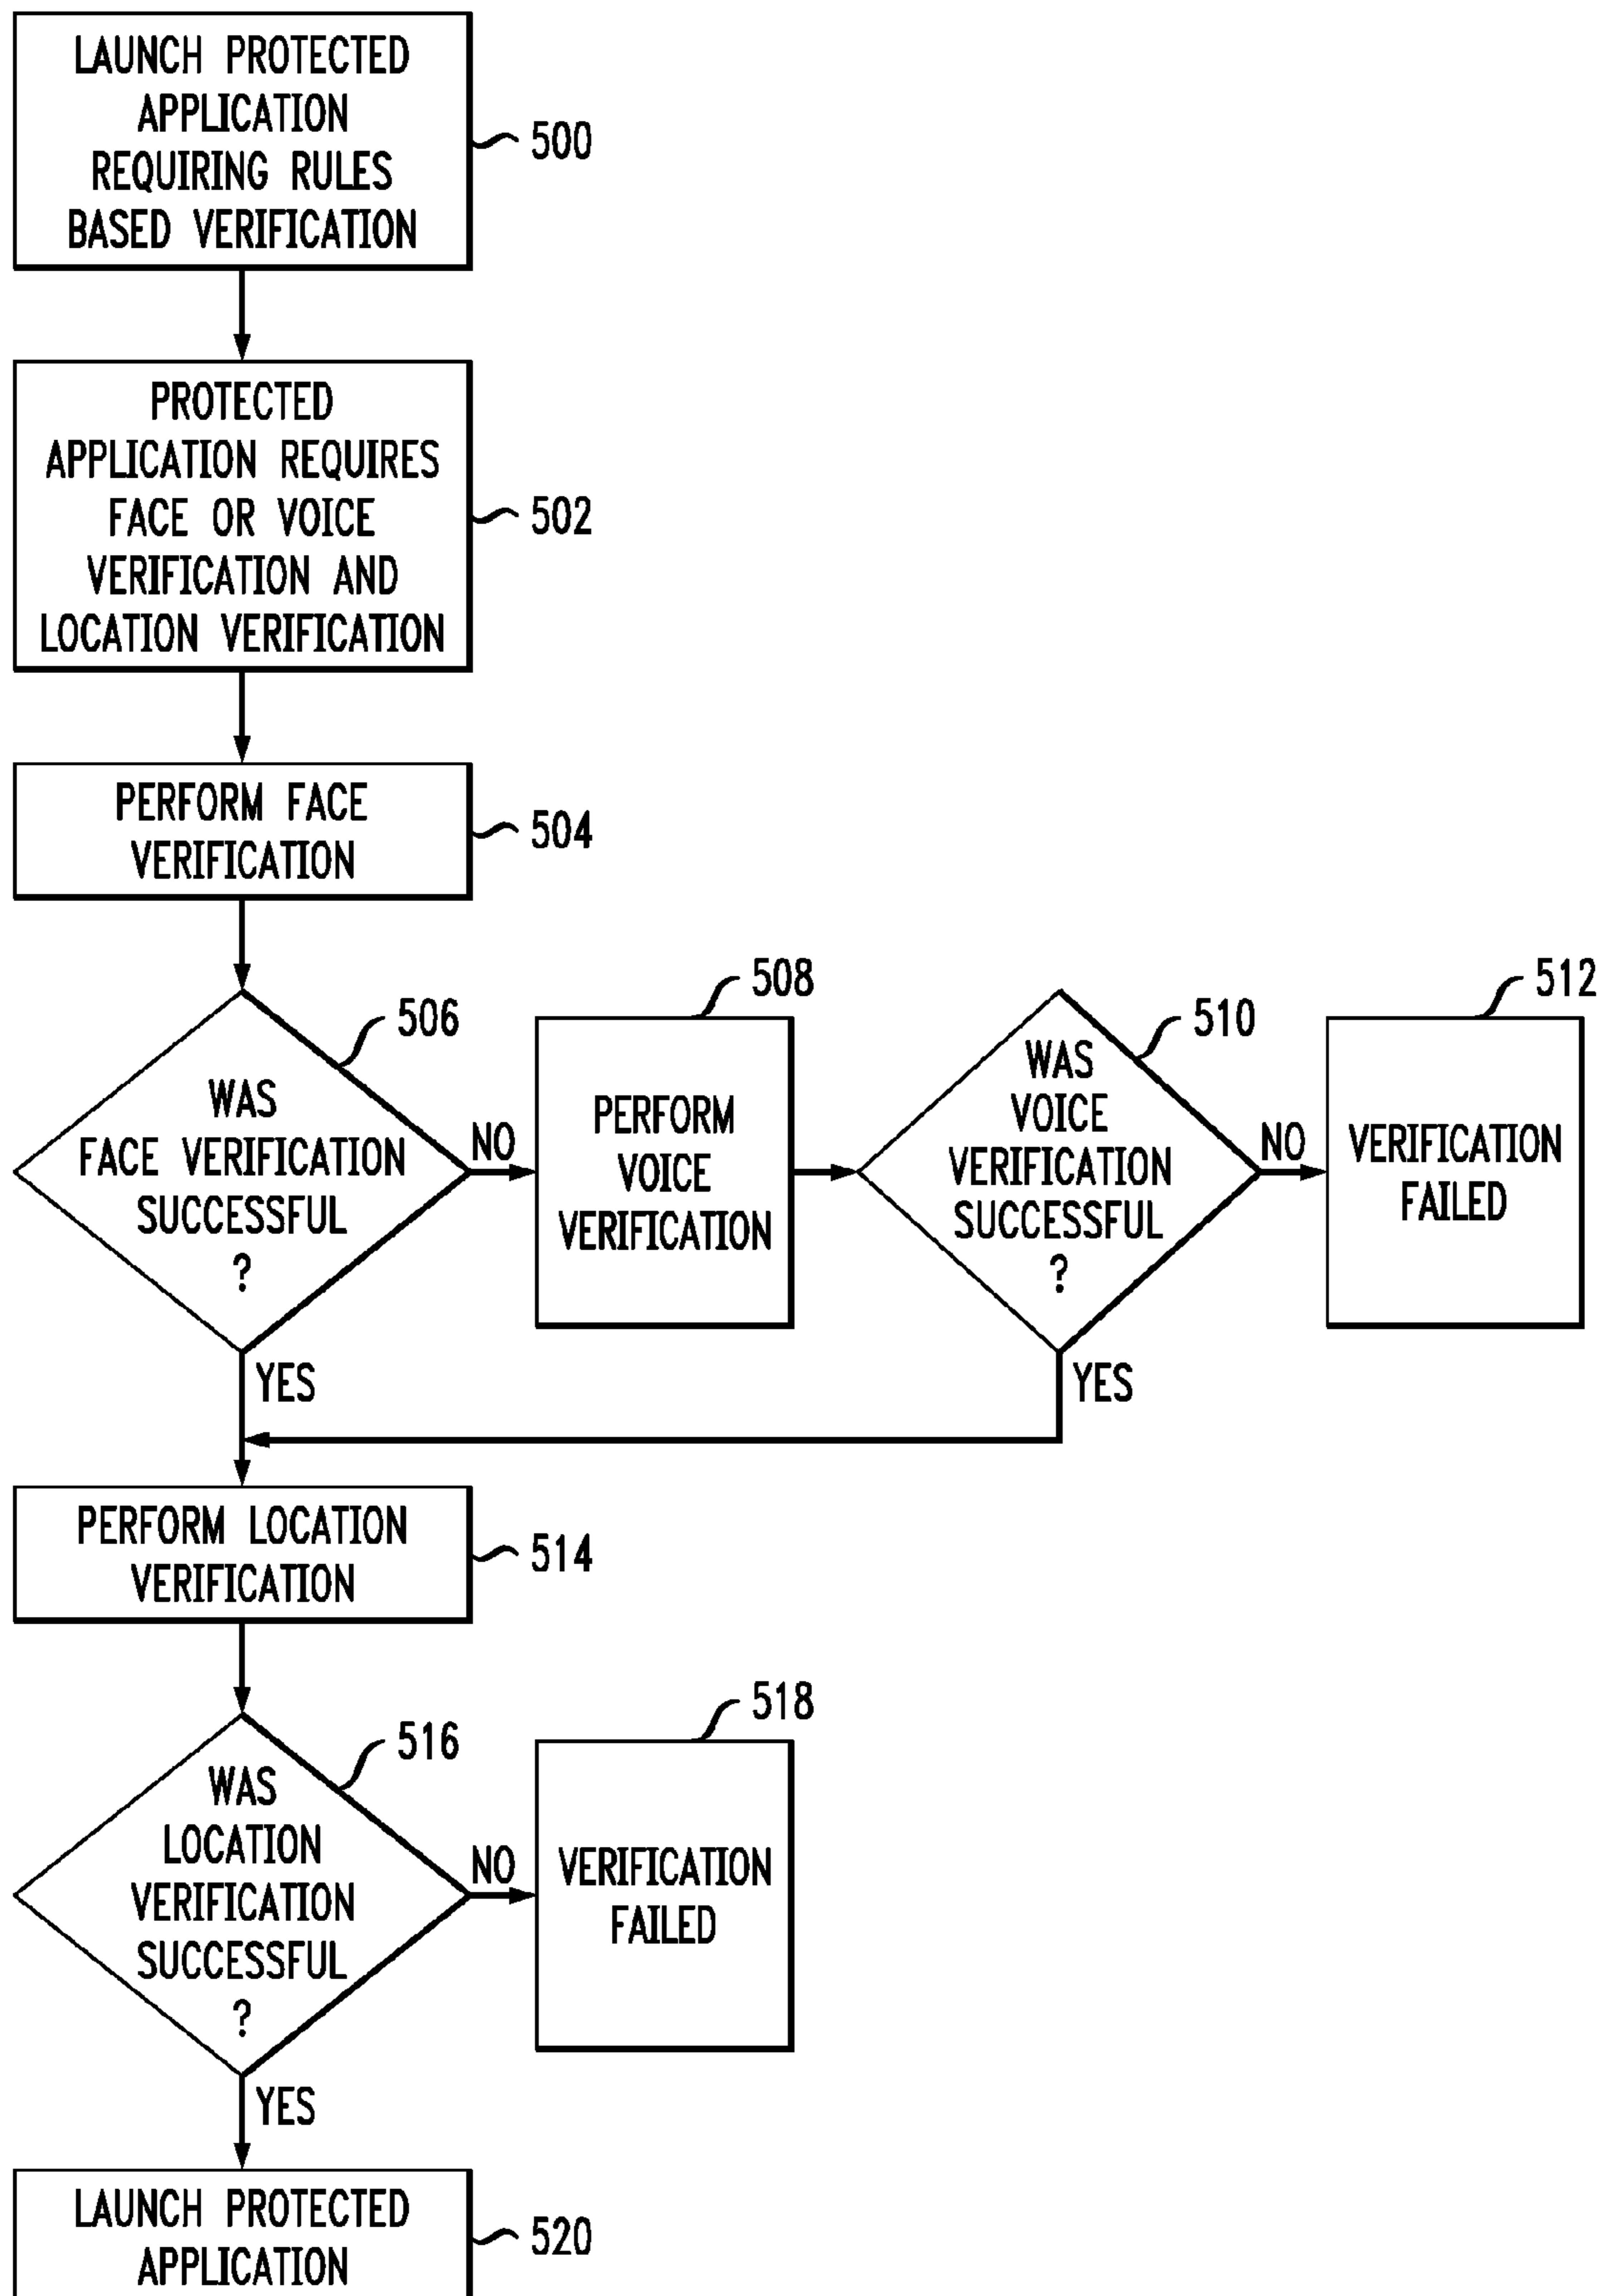 LAUNCH PROTECTED
APPLICATION
REQUIRING RULES
BASED VERIFICATION
500
PROTECTED
APPLICATION REQUIRES
FACE OR VOICE
VERIFICATION AND
LOCATION VERIFICATION
502
PERFORM FACE
VERIFICATION
504
506
WAS
FACE VERIFICATION
SUCCESSFUL
?
NO
YES
508
PERFORM
VOICE
VERIFICATION
510
WAS
VOICE
VERIFICATION
SUCCESSFUL
?
NO
YES
512
VERIFICATION
FAILED
PERFORM LOCATION
VERIFICATION
514
516
WAS
LOCATION
VERIFICATION
SUCCESSFUL
?
NO
YES
518
VERIFICATION
FAILED
LAUNCH PROTECTED
APPLICATION
520